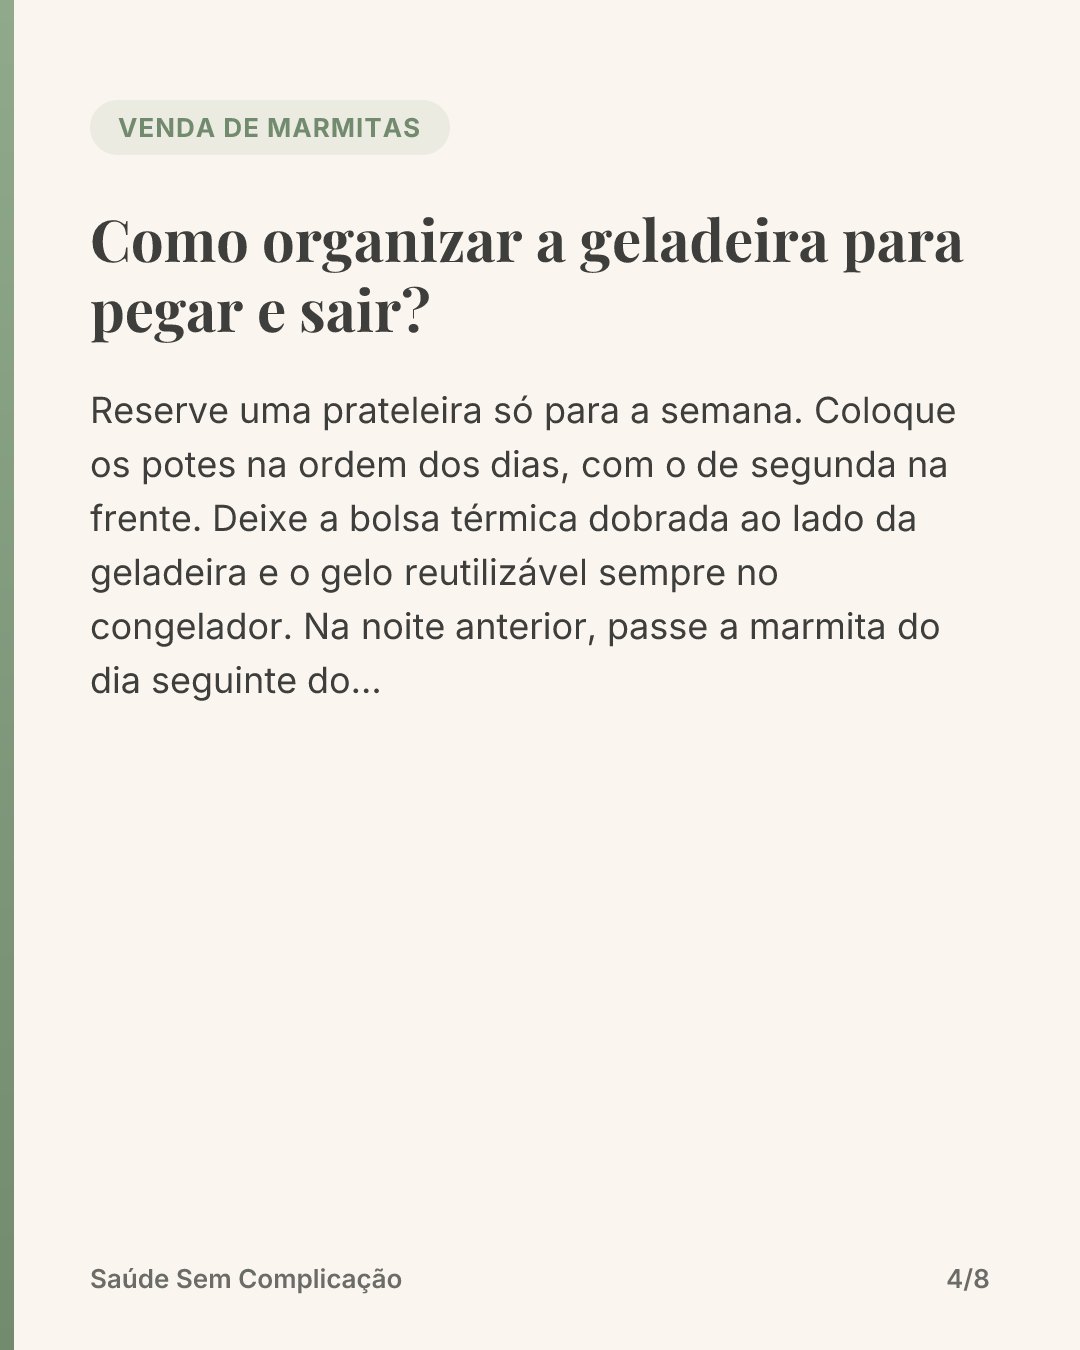 VENDA DE MARMITAS
Como organizar a geladeira para
pegar e sair?
Reserve uma prateleira só para a semana. Coloque
os potes na ordem dos dias, com o de segunda na
frente. Deixe a bolsa térmica dobrada ao lado da
geladeira e o gelo reutilizável sempre no
congelador. Na noite anterior, passe a marmita do
dia seguinte do...
Saúde Sem Complicação
4/8